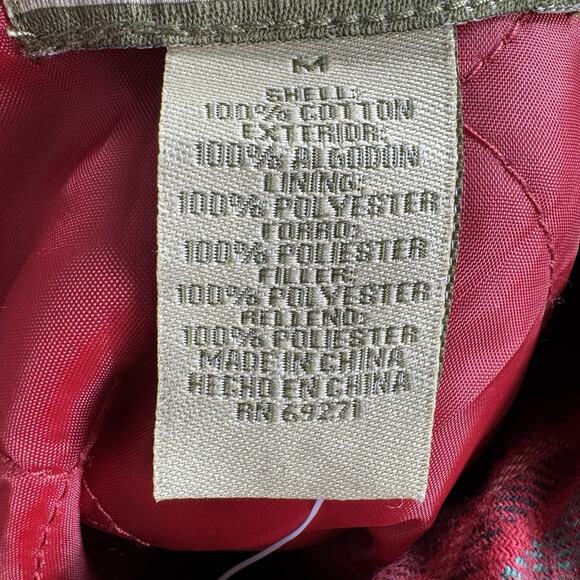 M
SHELL:
100% COTTON
EXTERIOR:
100% ALGODON
LINING:
100% POLYESTER
FORRO:
100% POLIESTER
FILLER:
100% POLYESTER
RELLENO:
100% POLIESTER
MADE IN CHINA
HECHO EN CHINA
RN 69271